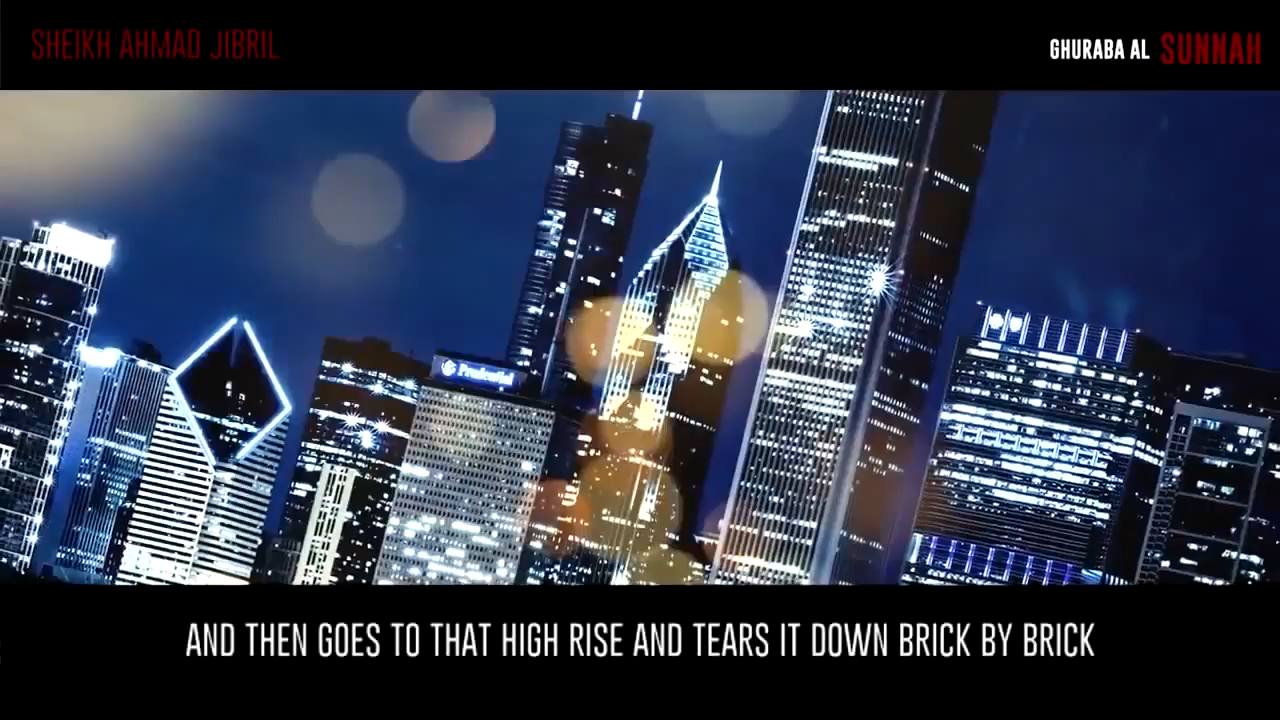 SHEIKH AHMAD JIBRIL
GHURABA AL SUNNAH
Prudential
AND THEN GOES TO THAT HIGH RISE AND TEARS IT DOWN BRICK BY BRICK